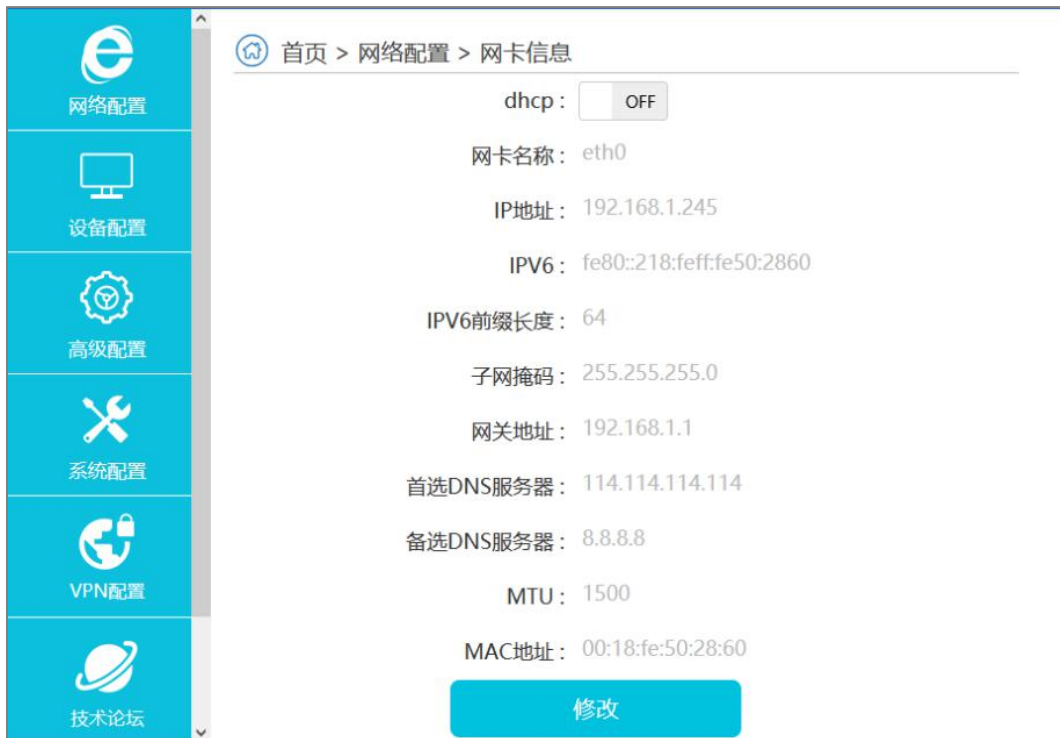 网络配置
设备配置
高级配置
系统配置
VPN配置
技术论坛
首页 > 网络配置 > 网卡信息
dhcp : OFF
网卡名称 : eth0
IP地址 : 192.168.1.245
IPV6 : fe80::218:feff:fe50:2860
IPV6前缀长度 : 64
子网掩码 : 255.255.255.0
网关地址 : 192.168.1.1
首选DNS服务器 : 114.114.114.114
备选DNS服务器 : 8.8.8.8
MTU : 1500
MAC地址 : 00:18:fe:50:28:60
修改